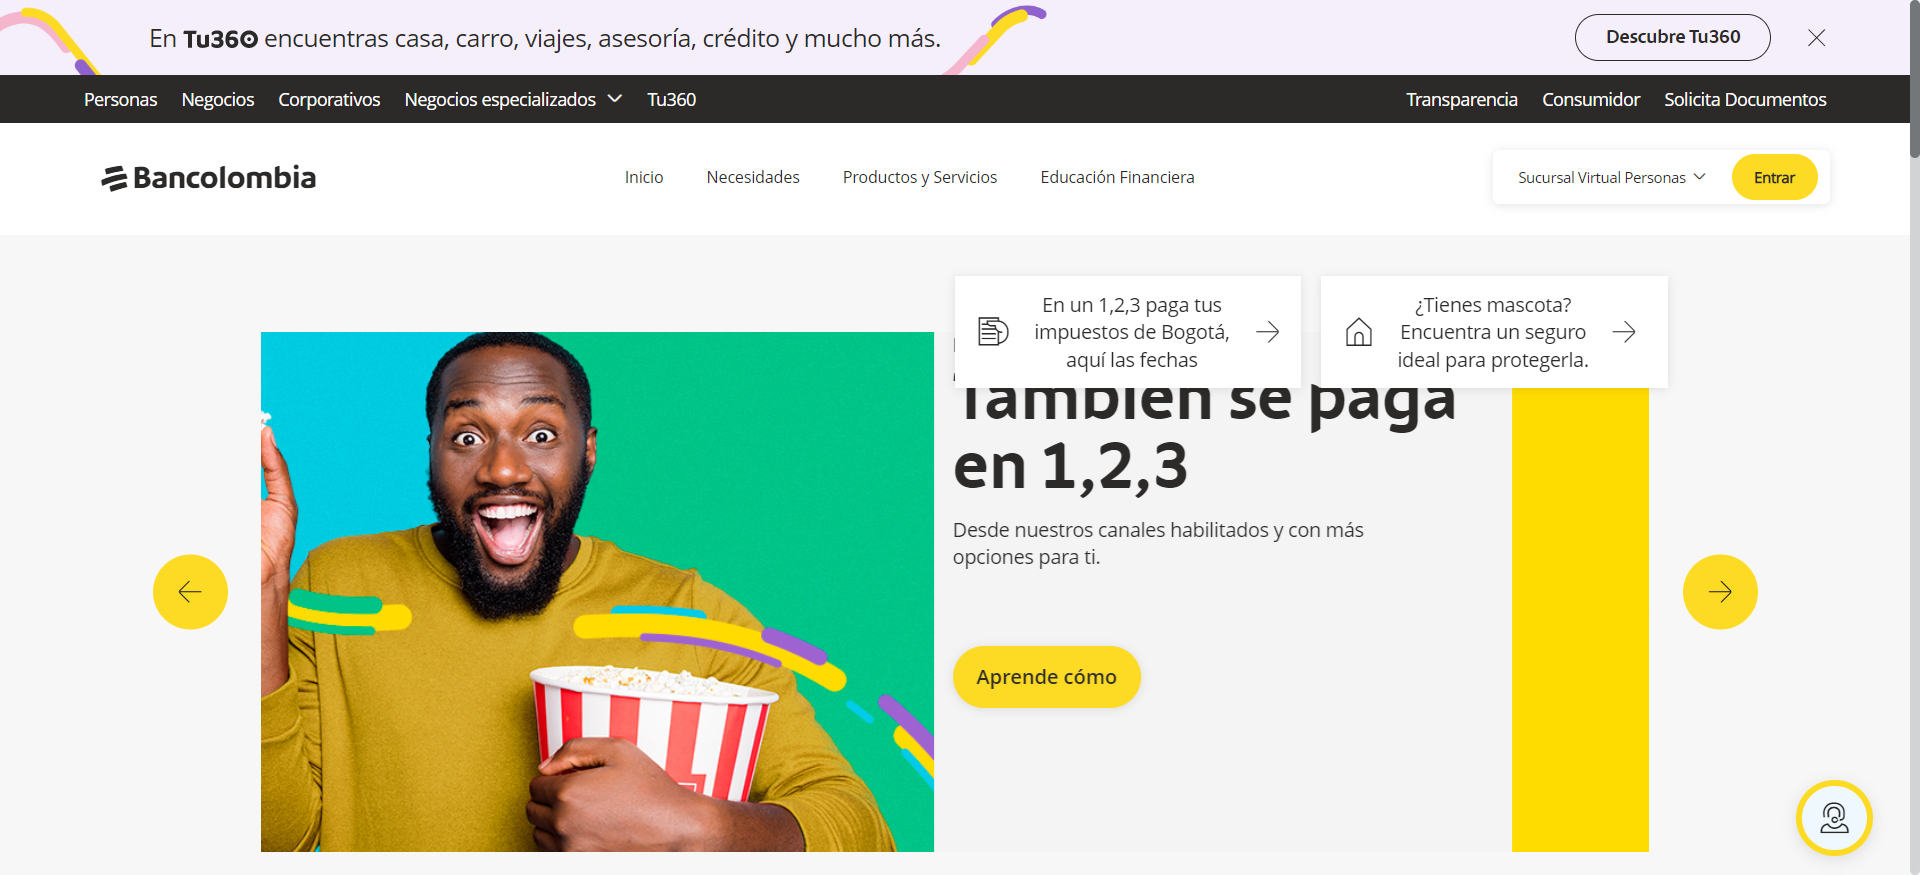 En Tu360 encuentras casa, carro, viajes, asesoría, crédito y mucho más.
Descubre Tu360
Personas Negocios Corporativos Negocios especializados Tu360
Transparencia Consumidor Solicita Documentos
Bancolombia
Inicio Necesidades Productos y Servicios Educación Financiera
Sucursal Virtual Personas
Entrar
En un 1,2,3 paga tus
impuestos de Bogotá,
aquí las fechas
¿Tienes mascota?
Encuentra un seguro
ideal para protegerla.
También se paga
en 1,2,3
Desde nuestros canales habilitados y con más
opciones para ti.
Aprende cómo